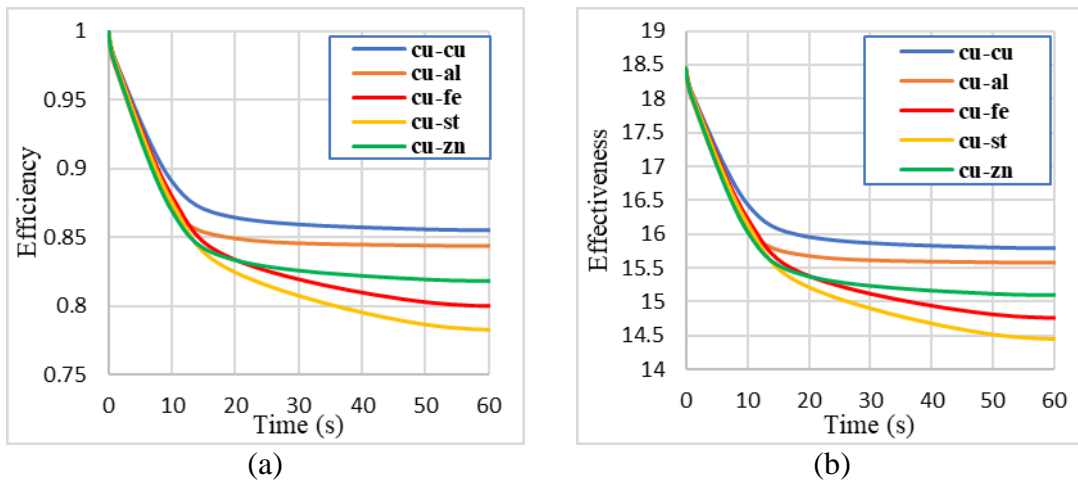 1
0.95
0.9
0.85
0.8
0.75
Efficiency
0 10 20 30 40 50 60
Time (s)
cu-cu
cu-al
cu-fe
cu-st
cu-zn
(a)
19
18.5
18
17.5
17
16.5
16
15.5
15
14.5
14
Effectiveness
0 10 20 30 40 50 60
Time (s)
cu-cu
cu-al
cu-fe
cu-st
cu-zn
(b)